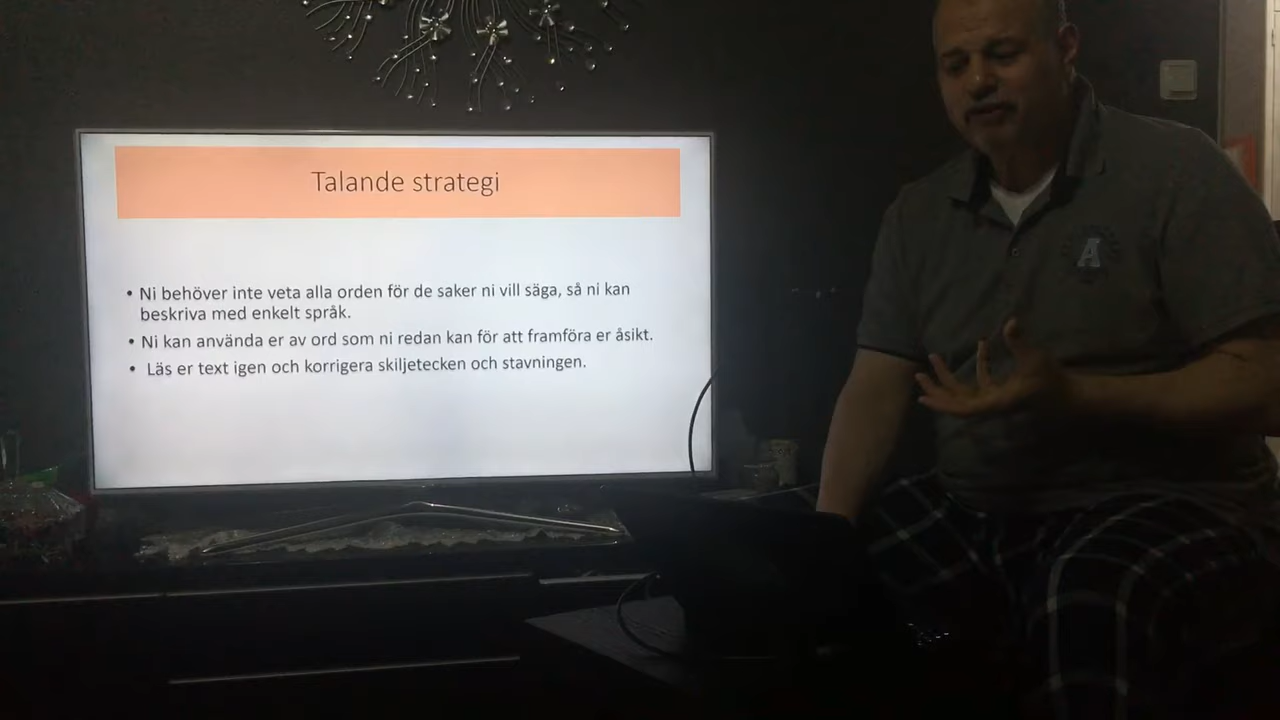 Talande strategi
• Ni behöver inte veta alla orden för de saker ni vill säga, så ni kan
beskriva med enkelt språk.
• Ni kan använda er av ord som ni redan kan för att framföra er åsikt.
• Läs er text igen och korrigera skiljetecken och stavningen.
A